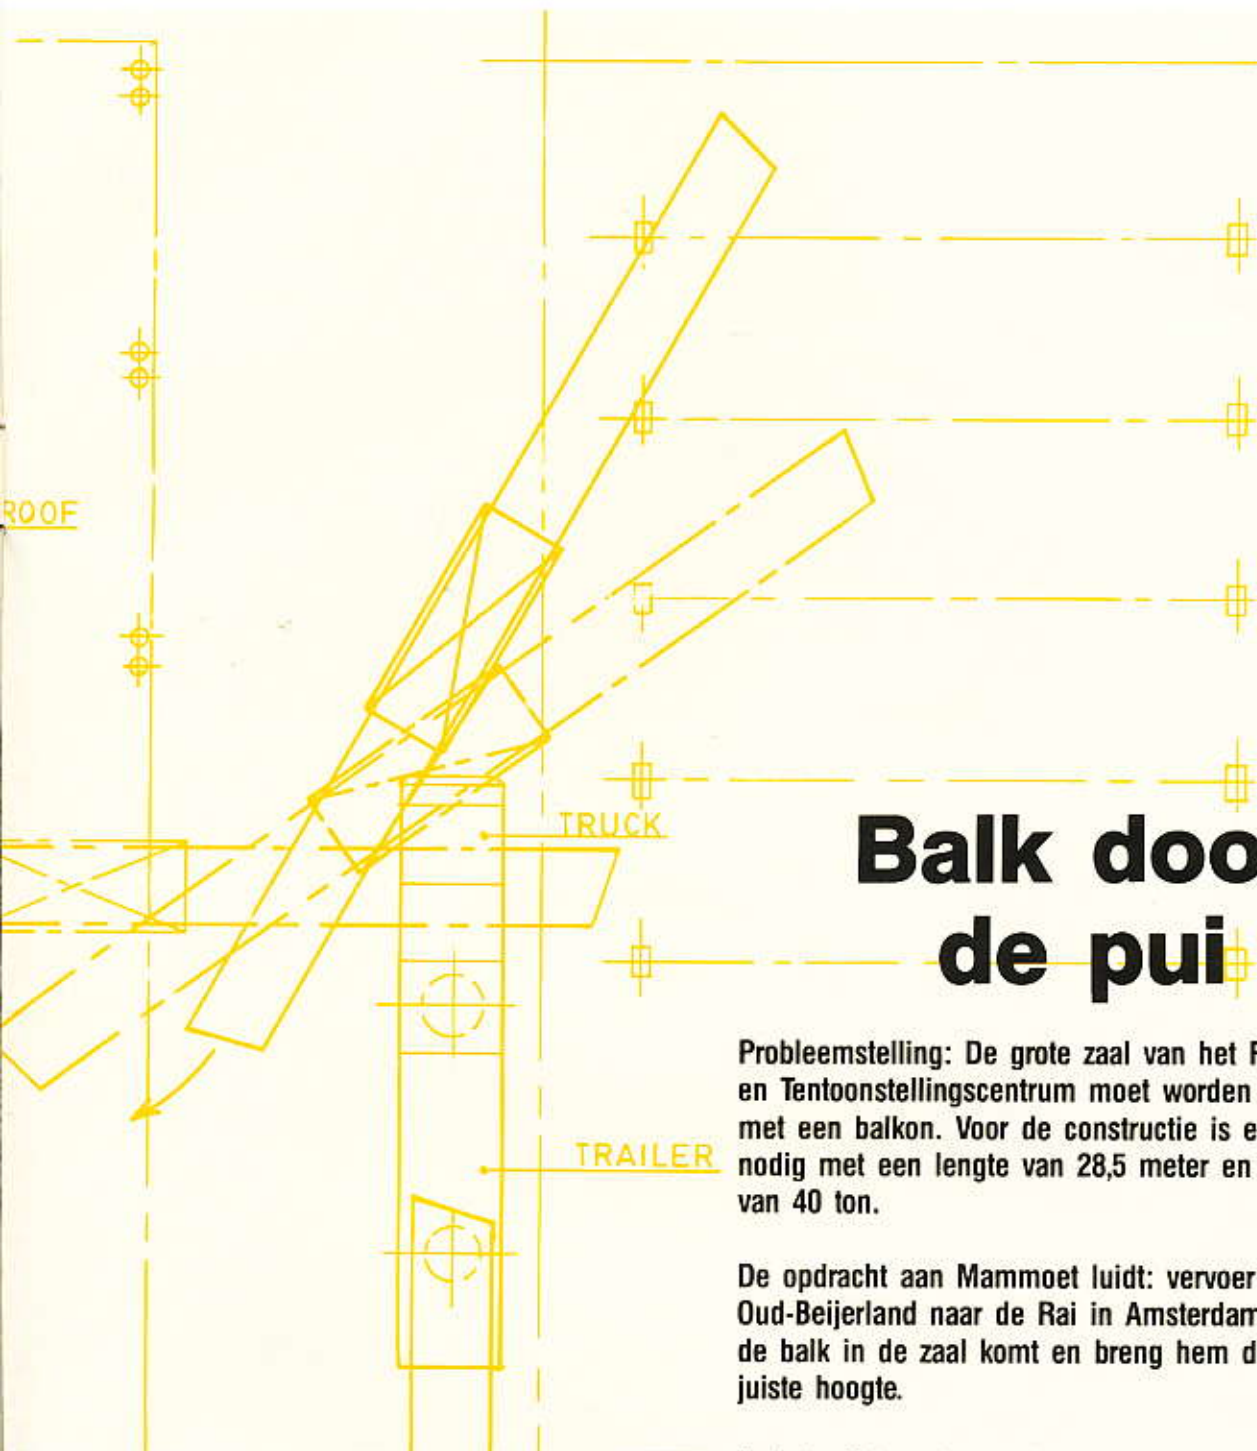 ROOF
TRUCK
Balk doo
de pui
TRAILER
Probleemstelling: De grote zaal van het
en Tentoonstellingscentrum moet worden
met een balkon. Voor de constructie is e
nodig met een lengte van 28,5 meter en
van 40 ton.
De opdracht aan Mammoet luidt: vervoer
Oud-Beijerland naar de Rai in Amsterdam
de balk in de zaal komt en breng hem d
juiste hoogte.